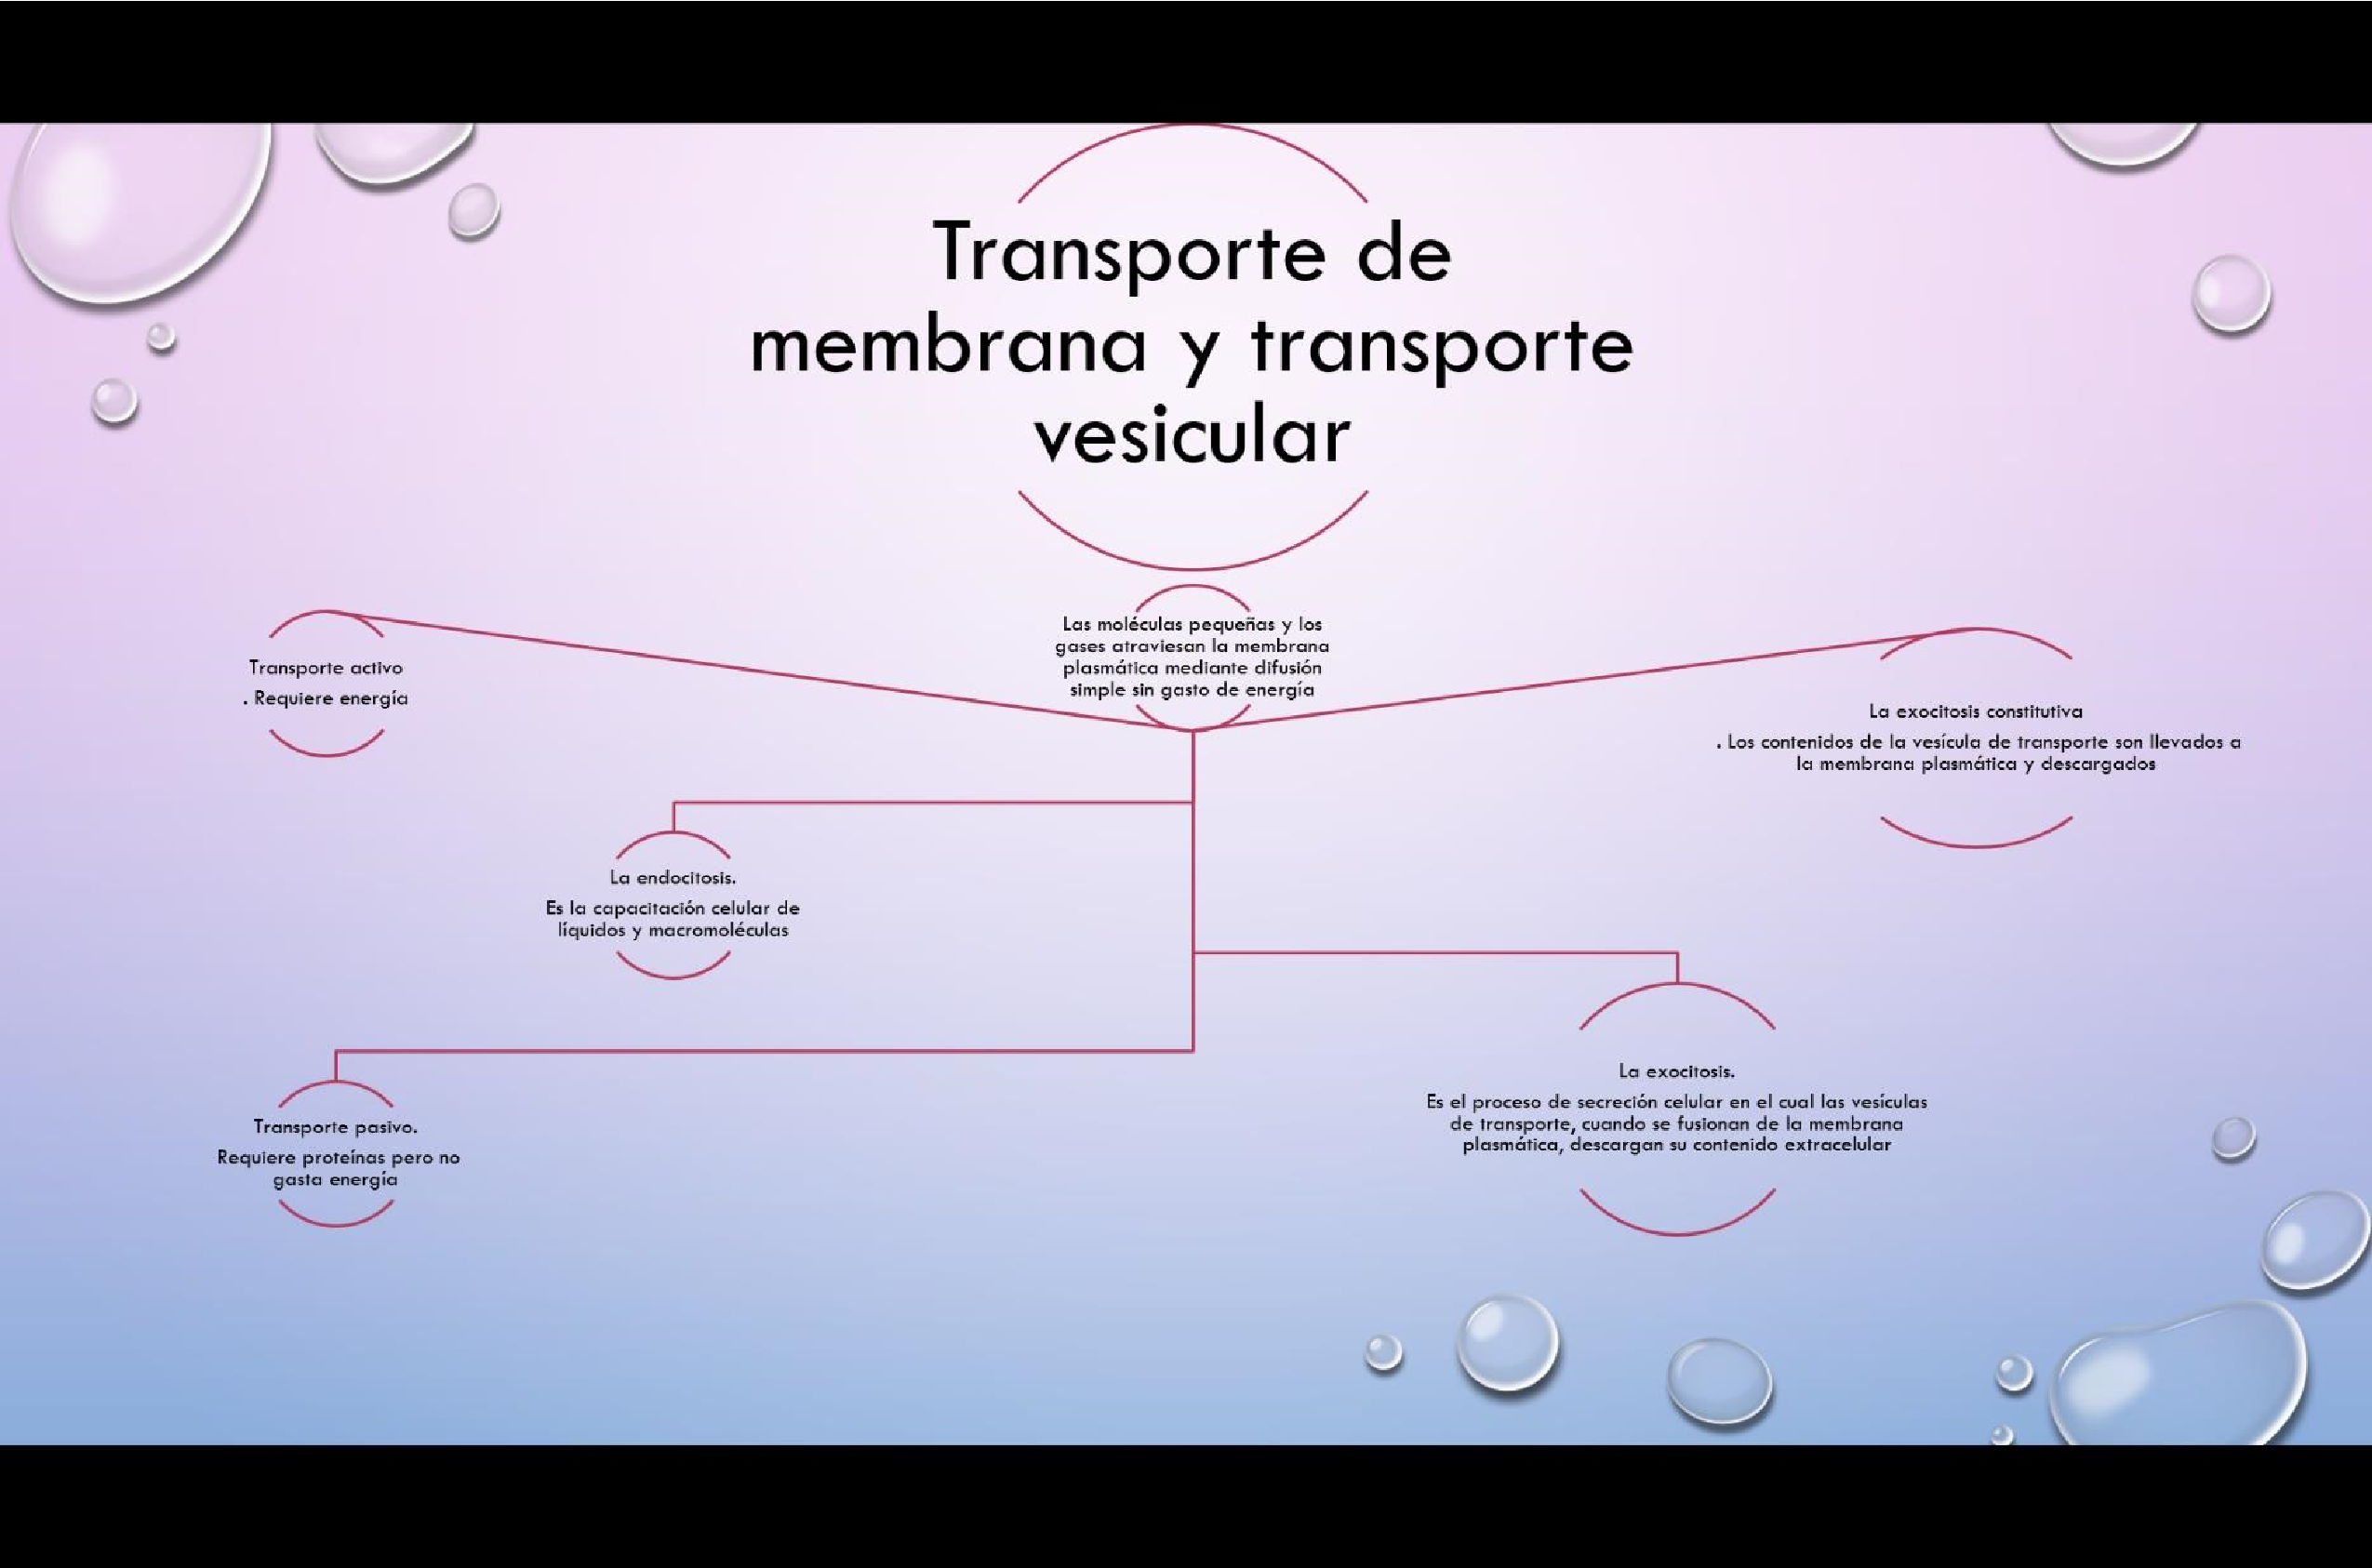 Transporte de
membrana y transporte
vesicular
Las moléculas pequeñas y los
gases atraviesan la membrana
plasmática mediante difusión
simple sin gasto de energía
Transporte activo
. Requiere energía
La exocitosis constitutiva
. Los contenidos de la vesícula de transporte son llevados a
la membrana plasmática y descargados
La endocitosis.
Es la capacitación celular de
líquidos y macromoléculas
La exocitosis.
Es el proceso de secreción celular en el cual las vesículas
de transporte, cuando se fusionan de la membrana
plasmática, descargan su contenido extracelular
Transporte pasivo.
Requiere proteínas pero no
gasta energía